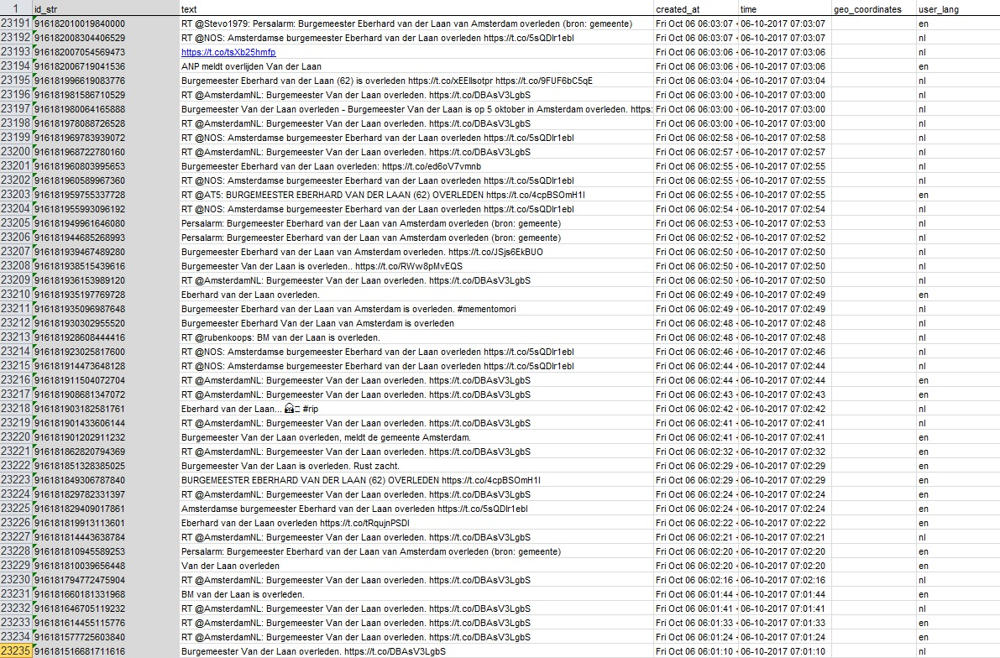 1 id_str text created_at time geo_coordinates user_lang
23191 916182010019840000 RT @Stevo1979: Persalarm: Burgemeester Eberhard van der Laan van Amsterdam overleden (bron: gemeente) Fri Oct 06 06:03:07 06-10-2017 07:03:07 en
23192 916182008304406529 RT @NOS: Amsterdamse burgemeester Eberhard van der Laan overleden https://t.co/5sQDlr1ebl Fri Oct 06 06:03:07 06-10-2017 07:03:07 nl
23193 916182007054569473 https://t.co/tsXb25hmfp Fri Oct 06 06:03:06 06-10-2017 07:03:06 nl
23194 916182006719041536 ANP meldt overlijden Van der Laan Fri Oct 06 06:03:06 06-10-2017 07:03:06 en
23195 916181996619083776 Burgemeester Eberhard van der Laan (62) is overleden https://t.co/xEEllsotpr https://t.co/9FUF6bC5qE Fri Oct 06 06:03:04 06-10-2017 07:03:04 nl
23196 916181981586710529 RT @AmsterdamNL: Burgemeester Van der Laan overleden. https://t.co/DBAsV3LgbS Fri Oct 06 06:03:00 06-10-2017 07:03:00 nl
23197 916181980064165888 Burgemeester Van der Laan overleden - Burgemeester Van der Laan is op 5 oktober in Amsterdam overleden. https: Fri Oct 06 06:03:00 06-10-2017 07:03:00 nl
23198 916181978088726528 RT @AmsterdamNL: Burgemeester Van der Laan overleden. https://t.co/DBAsV3LgbS Fri Oct 06 06:03:00 06-10-2017 07:03:00 nl
23199 916181969783939072 RT @NOS: Amsterdamse burgemeester Eberhard van der Laan overleden https://t.co/5sQDlr1ebl Fri Oct 06 06:02:58 06-10-2017 07:02:58 nl
23200 916181968722780160 RT @AmsterdamNL: Burgemeester Van der Laan overleden. https://t.co/DBAsV3LgbS Fri Oct 06 06:02:57 06-10-2017 07:02:57 nl
23201 916181960803995653 Burgemeester Eberhard van der Laan overleden: https://t.co/ed6oV7vmnb Fri Oct 06 06:02:55 06-10-2017 07:02:55 nl
23202 916181960589967360 RT @NOS: Amsterdamse burgemeester Eberhard van der Laan overleden https://t.co/5sQDlr1ebl Fri Oct 06 06:02:55 06-10-2017 07:02:55 nl
23203 916181959755337728 RT @AT5: BURGEMEESTER EBERHARD VAN DER LAAN (62) OVERLEDEN https://t.co/4cpBSOmH1I Fri Oct 06 06:02:55 06-10-2017 07:02:55 en
23204 916181955993096192 RT @NOS: Amsterdamse burgemeester Eberhard van der Laan overleden https://t.co/5sQDlr1ebl Fri Oct 06 06:02:54 06-10-2017 07:02:54 nl
23205 916181949961646080 Persalarm: Burgemeester Eberhard van der Laan van Amsterdam overleden (bron: gemeente) Fri Oct 06 06:02:53 06-10-2017 07:02:53 nl
23206 916181944685268993 Persalarm: Burgemeester Eberhard van der Laan van Amsterdam overleden (bron: gemeente) Fri Oct 06 06:02:52 06-10-2017 07:02:52 nl
23207 916181939467489280 Burgemeester Eberhard van der Laan van Amsterdam overleden. https://t.co/JSjs6EkBUO Fri Oct 06 06:02:50 06-10-2017 07:02:50 nl
23208 916181938515439616 Burgemeester Van der Laan is overleden.. https://t.co/RWw8pMvEQS Fri Oct 06 06:02:50 06-10-2017 07:02:50 nl
23209 916181936153989120 RT @AmsterdamNL: Burgemeester Van der Laan overleden. https://t.co/DBAsV3LgbS Fri Oct 06 06:02:50 06-10-2017 07:02:50 nl
23210 916181935197769728 Eberhard van der Laan overleden. Fri Oct 06 06:02:49 06-10-2017 07:02:49 en
23211 916181935096987648 Burgemeester Eberhard van der Laan van Amsterdam is overleden. #mementomori Fri Oct 06 06:02:49 06-10-2017 07:02:49 nl
23212 916181930302955520 Burgemeester Eberhard Van der Laan van Amsterdam is overleden Fri Oct 06 06:02:48 06-10-2017 07:02:48 nl
23213 916181928608444416 RT @rubenkoops: BM van der Laan is overleden. Fri Oct 06 06:02:48 06-10-2017 07:02:48 nl
23214 916181923025817600 RT @NOS: Amsterdamse burgemeester Eberhard van der Laan overleden https://t.co/5sQDlr1ebl Fri Oct 06 06:02:46 06-10-2017 07:02:46 nl
23215 916181914473648128 RT @NOS: Amsterdamse burgemeester Eberhard van der Laan overleden https://t.co/5sQDlr1ebl Fri Oct 06 06:02:44 06-10-2017 07:02:44 nl
23216 916181911504072704 RT @AmsterdamNL: Burgemeester Van der Laan overleden. https://t.co/DBAsV3LgbS Fri Oct 06 06:02:44 06-10-2017 07:02:44 en
23217 916181908681347072 RT @AmsterdamNL: Burgemeester Van der Laan overleden. https://t.co/DBAsV3LgbS Fri Oct 06 06:02:43 06-10-2017 07:02:43 en
23218 916181903182581761 Eberhard van der Laan... #rip Fri Oct 06 06:02:42 06-10-2017 07:02:42 nl
23219 916181901433606144 RT @AmsterdamNL: Burgemeester Van der Laan overleden. https://t.co/DBAsV3LgbS Fri Oct 06 06:02:41 06-10-2017 07:02:41 nl
23220 916181901202911232 Burgemeester Van der Laan overleden, meldt de gemeente Amsterdam. Fri Oct 06 06:02:41 06-10-2017 07:02:41 en
23221 916181862820794369 RT @AmsterdamNL: Burgemeester Van der Laan overleden. https://t.co/DBAsV3LgbS Fri Oct 06 06:02:32 06-10-2017 07:02:32 en
23222 916181851328385025 Burgemeester Van der Laan is overleden. Rust zacht. Fri Oct 06 06:02:29 06-10-2017 07:02:29 en
23223 916181849306787840 BURGEMEESTER EBERHARD VAN DER LAAN (62) OVERLEDEN https://t.co/4cpBSOmH1I Fri Oct 06 06:02:29 06-10-2017 07:02:29 en
23224 916181829782331397 RT @AmsterdamNL: Burgemeester Van der Laan overleden. https://t.co/DBAsV3LgbS Fri Oct 06 06:02:24 06-10-2017 07:02:24 en
23225 916181829409017861 Amsterdamse burgemeester Eberhard van der Laan overleden https://t.co/5sQDlr1ebl Fri Oct 06 06:02:24 06-10-2017 07:02:24 en
23226 916181819913113601 Eberhard van der Laan overleden https://t.co/tRqujnPSDl Fri Oct 06 06:02:22 06-10-2017 07:02:22 en
23227 916181814443638784 RT @AmsterdamNL: Burgemeester Van der Laan overleden. https://t.co/DBAsV3LgbS Fri Oct 06 06:02:21 06-10-2017 07:02:21 nl
23228 916181810945589253 Persalarm: Burgemeester Eberhard van der Laan van Amsterdam overleden (bron: gemeente) Fri Oct 06 06:02:20 06-10-2017 07:02:20 en
23229 916181810039656448 Van der Laan overleden Fri Oct 06 06:02:20 06-10-2017 07:02:20 en
23230 916181794772475904 RT @AmsterdamNL: Burgemeester Van der Laan overleden. https://t.co/DBAsV3LgbS Fri Oct 06 06:02:16 06-10-2017 07:02:16 nl
23231 916181660181331968 BM van der Laan is overleden. Fri Oct 06 06:01:44 06-10-2017 07:01:44 en
23232 916181646705119232 RT @AmsterdamNL: Burgemeester Van der Laan overleden. https://t.co/DBAsV3LgbS Fri Oct 06 06:01:41 06-10-2017 07:01:41 nl
23233 916181614455115776 RT @AmsterdamNL: Burgemeester Van der Laan overleden. https://t.co/DBAsV3LgbS Fri Oct 06 06:01:33 06-10-2017 07:01:33 en
23234 916181577725603840 RT @AmsterdamNL: Burgemeester Van der Laan overleden. https://t.co/DBAsV3LgbS Fri Oct 06 06:01:24 06-10-2017 07:01:24 en
23235 916181516681711616 Burgemeester Van der Laan overleden. https://t.co/DBAsV3LgbS Fri Oct 06 06:01:10 06-10-2017 07:01:10 nl